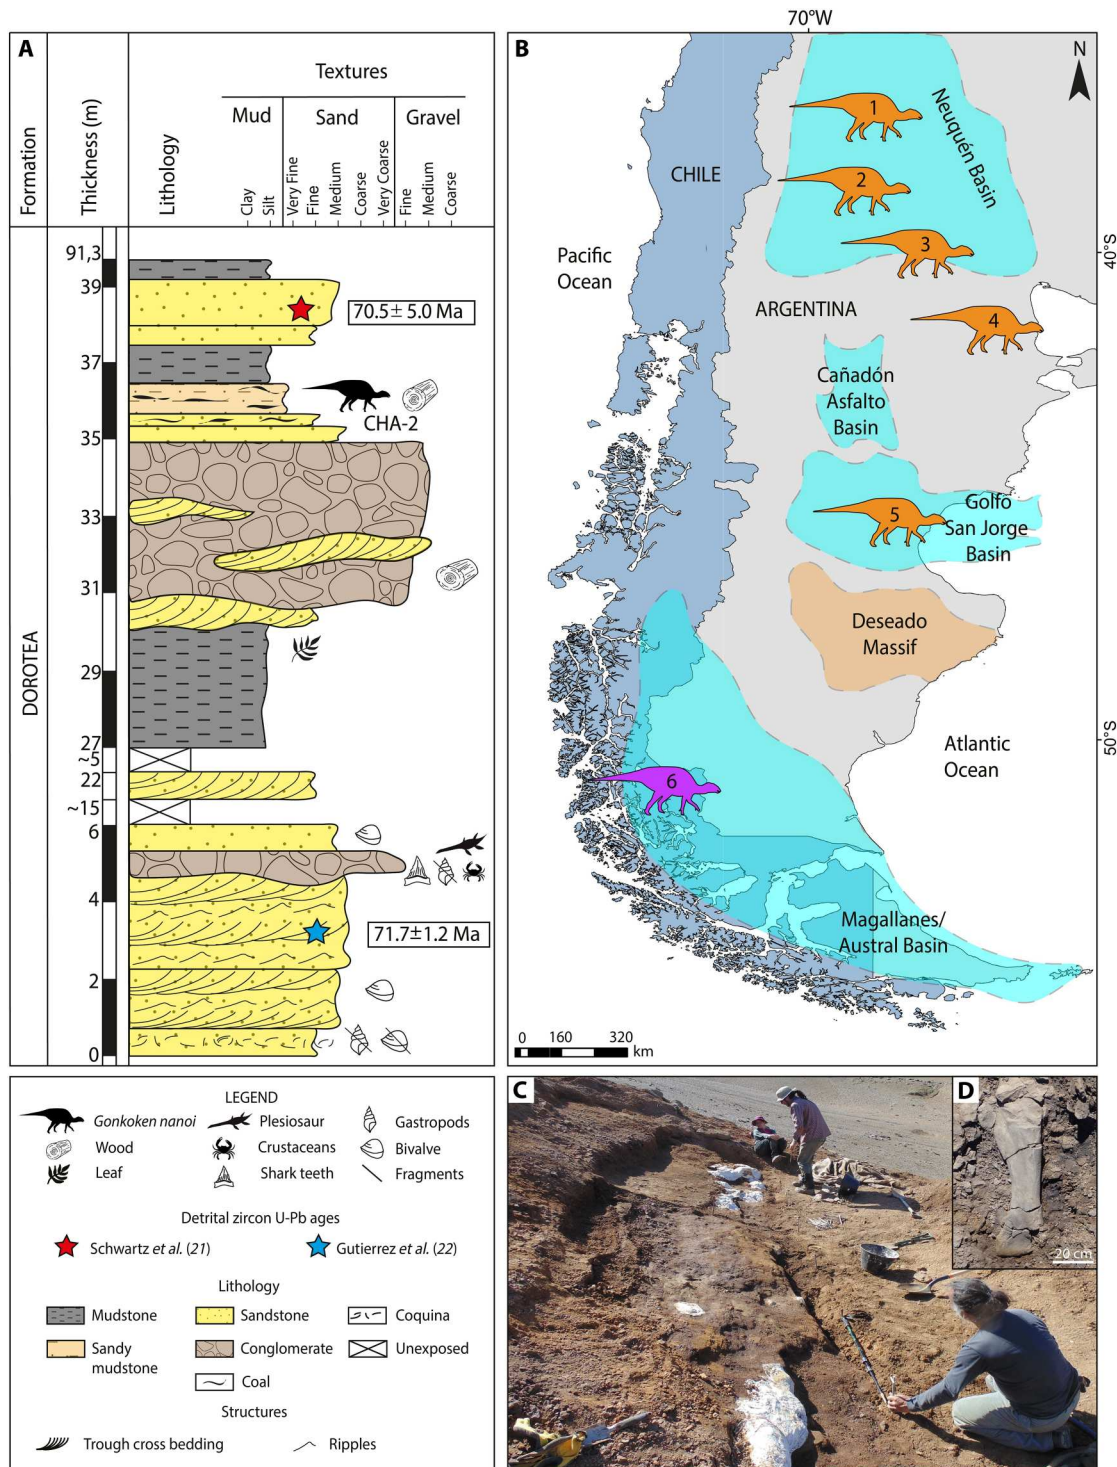 A
Formation
Thickness (m)
Lithology
Textures
Mud
Sand
Gravel
Clay
Silt
Very Fine
Fine
Medium
Coarse
Very Coarse
Fine
Medium
Coarse
DOROTEA
91,3
39
37
35
33
31
29
27
~5
22
~15
6
4
2
0
70.5± 5.0 Ma
CHA-2
71.7±1.2 Ma
B
70°W
N
1
2
3
4
5
6
Neuquén Basin
CHILE
Pacific
Ocean
40°S
ARGENTINA
Cañadón
Asfalto
Basin
Golfo
San Jorge
Basin
Deseado
Massif
50°S
Atlantic
Ocean
Magallanes/
Austral Basin
0 160 320
km
LEGEND
Gonkoken nanoi
Plesiosaur
Gastropods
Wood
Crustaceans
Bivalve
Leaf
Shark teeth
Fragments
Detrital zircon U-Pb ages
Schwartz et al. (21)
Gutierrez et al. (22)
Lithology
Mudstone
Sandstone
Coquina
Sandy
mudstone
Conglomerate
Unexposed
Coal
Structures
Trough cross bedding
Ripples
C
D
20 cm